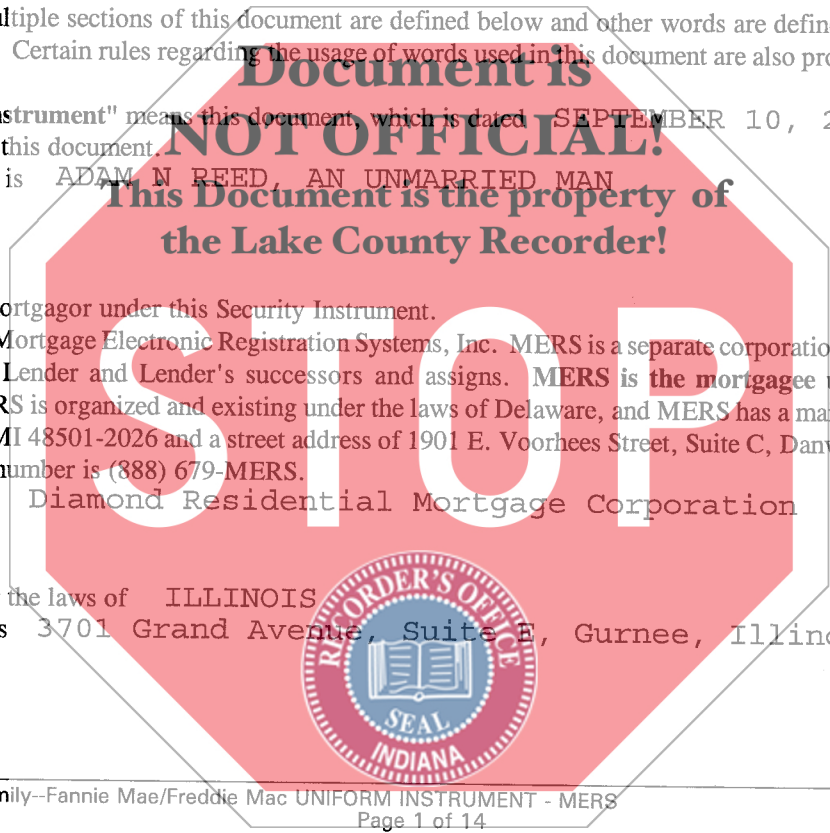 ltiple sections of this document are defined below and other words are defin
Certain rules regarding the usage of words used in this document are also pro
Document is
strument" means this document, which is dated SEPTEMBER 10, 2
NOT OFFICIAL!
this document.
is ADAM N REED, AN UNMARRIED MAN
This Document is the property of
the Lake County Recorder!
ortgagor under this Security Instrument.
Mortgage Electronic Registration Systems, Inc. MERS is a separate corporatio
Lender and Lender's successors and assigns. MERS is the mortgagee u
RS is organized and existing under the laws of Delaware, and MERS has a mai
MI 48501-2026 and a street address of 1901 E. Voorhees Street, Suite C, Danv
number is (888) 679-MERS.
STOP
Diamond Residential Mortgage Corporation
the laws of ILLINOIS
s 3701 Grand Avenue, Suite E, Gurnee, Illino
RECORDER'S OFFICE
SEAL
INDIANA
mily--Fannie Mae/Freddie Mac UNIFORM INSTRUMENT - MERS
Page 1 of 14